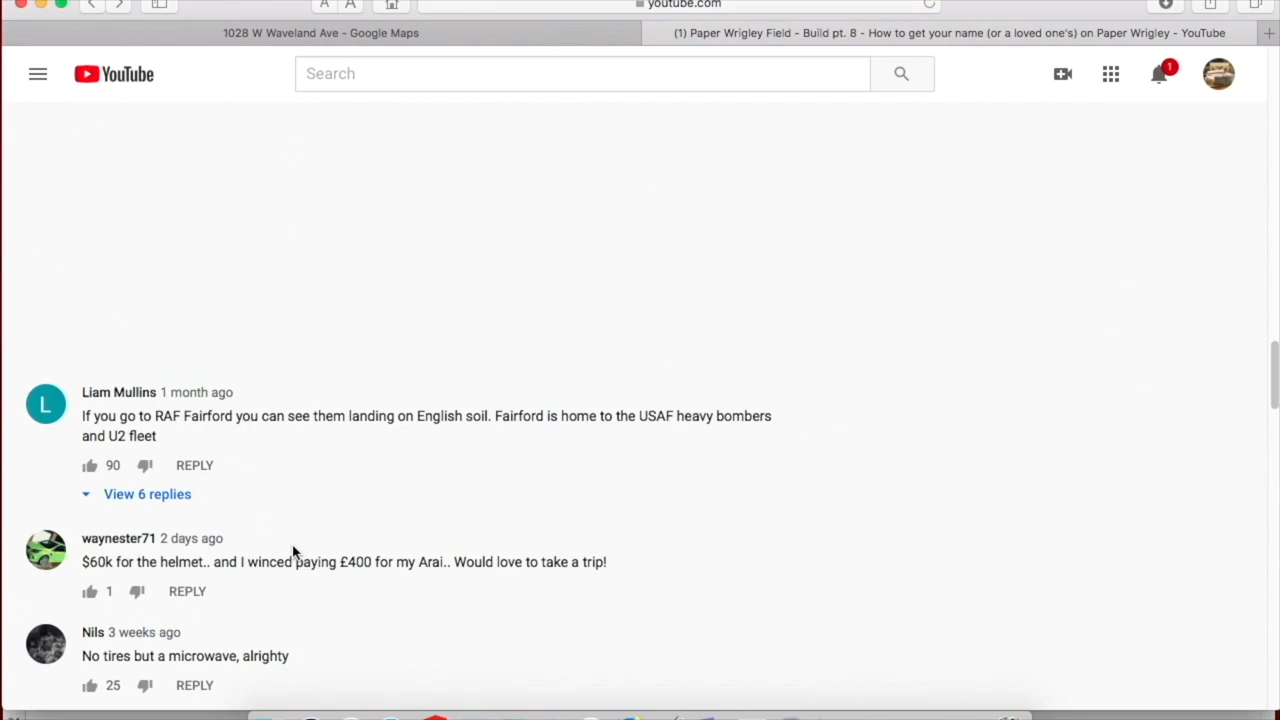 A A
youtube.com
1028 W Waveland Ave - Google Maps
(1) Paper Wrigley Field - Build pt. 8 - How to get your name (or a loved one's) on Paper Wrigley - YouTube
YouTube
Search
1
L
Liam Mullins 1 month ago
If you go to RAF Fairford you can see them landing on English soil. Fairford is home to the USAF heavy bombers
and U2 fleet
90 REPLY
View 6 replies
waynester71 2 days ago
$60k for the helmet.. and I winced paying £400 for my Arai.. Would love to take a trip!
1 REPLY
Nils 3 weeks ago
No tires but a microwave, alrighty
25 REPLY